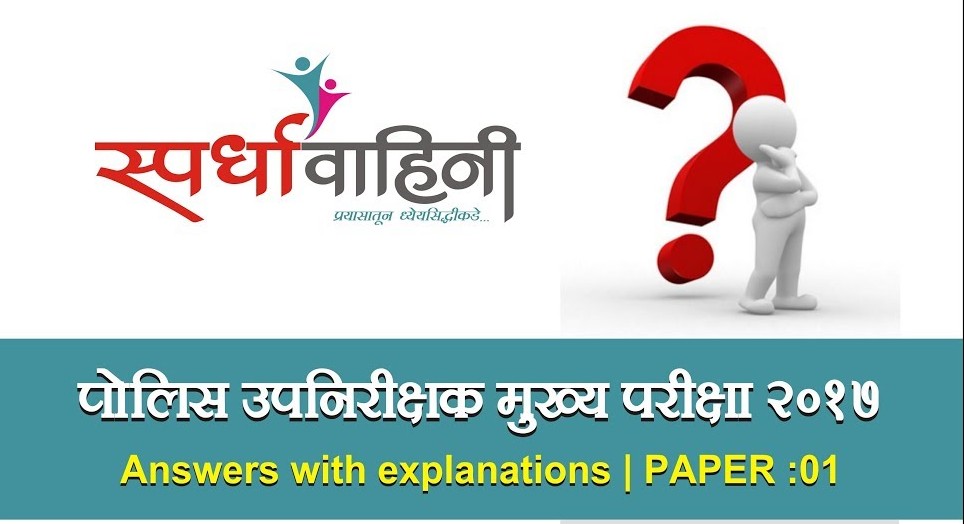 स्पर्धावाहिनी
प्रयासातून ध्येयसिद्धीकडे...
पोलिस उपनिरीक्षक मुख्य परीक्षा २०१७
Answers with explanations | PAPER :01